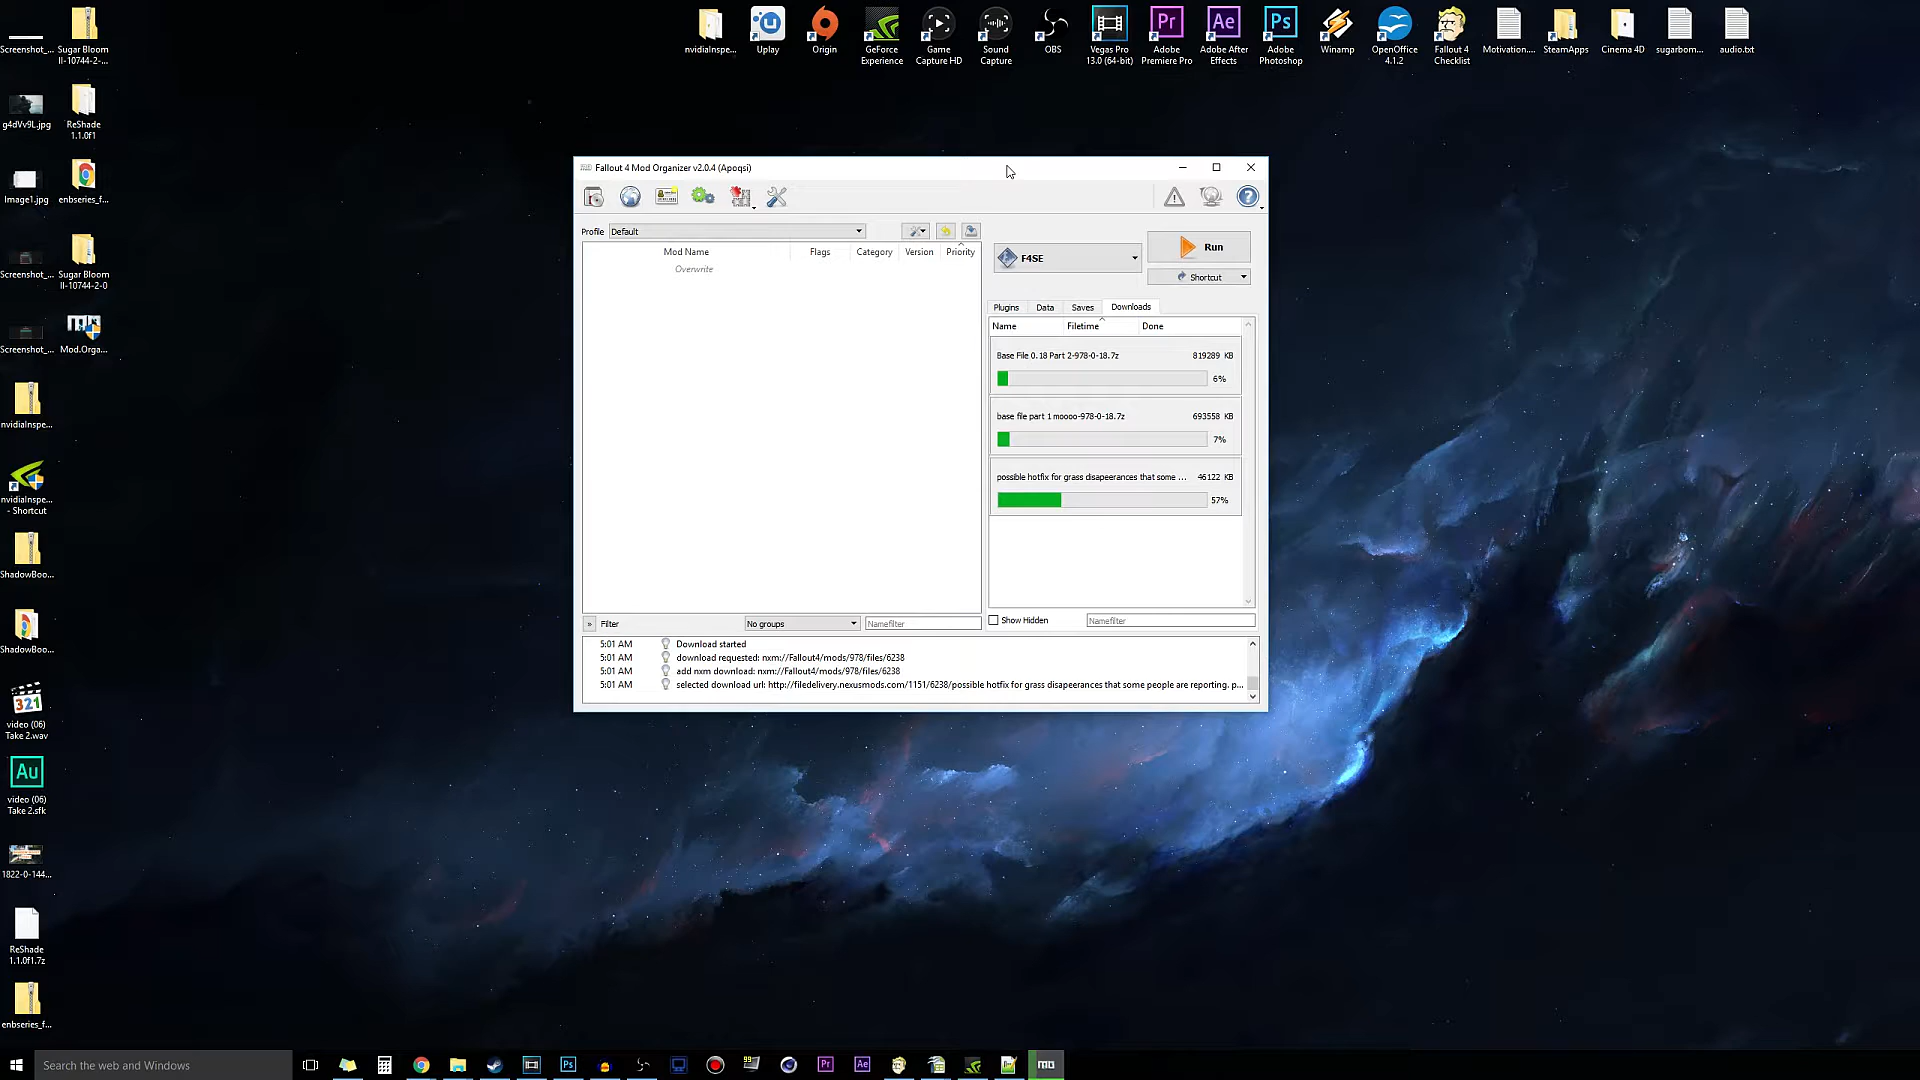 Screenshot_...
Sugar Bloom
II-10744-2-...
nvidiaInspe...
Uplay
Origin
GeForce
Experience
Game
Capture HD
Sound
Capture
OBS
Vegas Pro
13.0 (64-bit)
Adobe
Premiere Pro
Adobe After
Effects
Adobe
Photoshop
Winamp
OpenOffice
4.1.2
Fallout 4
Checklist
Motivation....
SteamApps
Cinema 4D
sugarbom...
audio.txt
g4dVv9L.jpg
ReShade
1.1.0f1
Image1.jpg
enbseries_f...
Screenshot_...
Sugar Bloom
II-10744-2-0
Screenshot_...
Mod.Orga...
nvidiaInspe...
nvidiaInspe...
- Shortcut
ShadowBoo...
ShadowBoo...
321
video (06)
Take 2.wav
Au
video (06)
Take 2.sfk
1822-0-144...
ReShade
1.1.0f1.7z
enbseries_f...
Fallout 4 Mod Organizer v2.0.4 (Apoqsi)
Profile Default
Mod Name Flags Category Version Priority
Overwrite
F4SE
Run
Shortcut
Plugins Data Saves Downloads
Name Filetime Done
Base File 0.18 Part 2-978-0-18.7z 819289 KB
6%
base file part 1 moooo-978-0-18.7z 693558 KB
7%
possible hotfix for grass disapeerances that some ... 46122 KB
57%
» Filter No groups Namefilter
Show Hidden Namefilter
5:01 AM Download started
5:01 AM download requested: nxm://Fallout4/mods/978/files/6238
5:01 AM add nxm download: nxm://Fallout4/mods/978/files/6238
5:01 AM selected download url: http://filedelivery.nexusmods.com/1151/6238/possible hotfix for grass disapeerances that some people are reporting. p...
Search the web and Windows